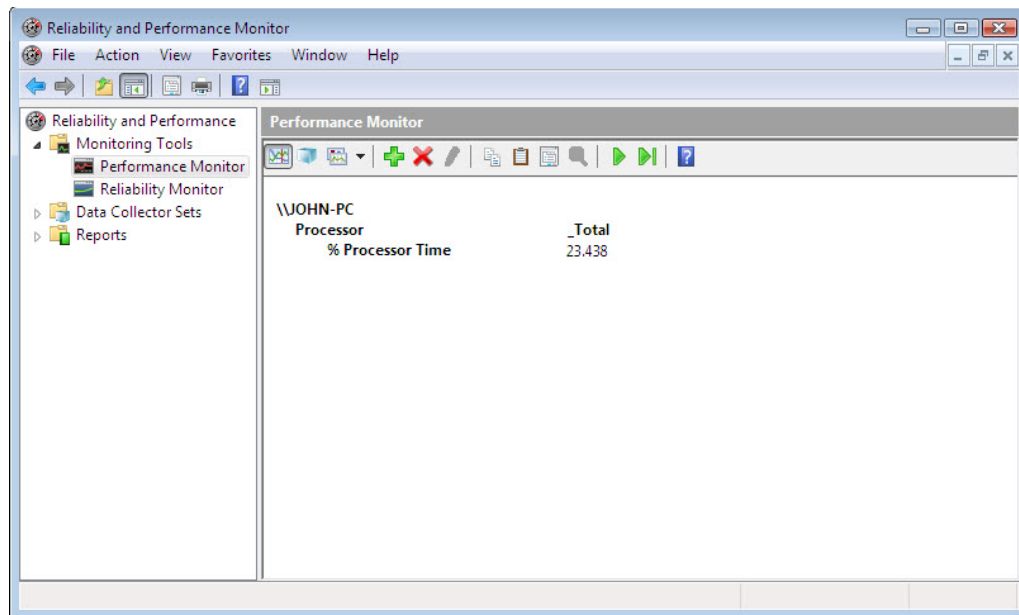 Reliability and Performance Monitor
File Action View Favorites Window Help
Reliability and Performance
Monitoring Tools
Performance Monitor
Reliability Monitor
Data Collector Sets
Reports
Performance Monitor
\\JOHN-PC
Processor _Total
% Processor Time 23.438